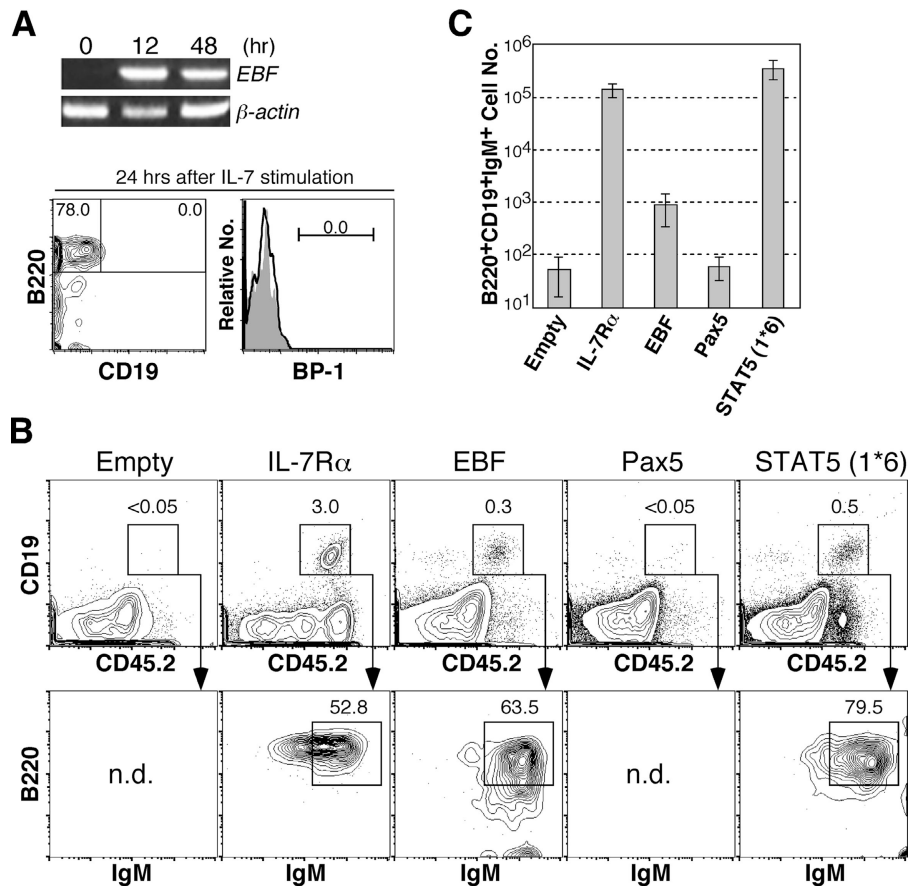 A
0 12 48 (hr)
EBF
β-actin
24 hrs after IL-7 stimulation
78.0 0.0
B220
CD19
Relative No.
0.0
BP-1
C
B220+CD19+IgM+ Cell No.
10⁶
10⁵
10⁴
10³
10²
10¹
Empty
IL-7Rα
EBF
Pax5
STAT5 (1*6)
B
Empty IL-7Rα EBF Pax5 STAT5 (1*6)
<0.05 3.0 0.3 <0.05 0.5
CD19
CD45.2 CD45.2 CD45.2 CD45.2 CD45.2
52.8 63.5 79.5
B220
n.d. n.d.
IgM IgM IgM IgM IgM